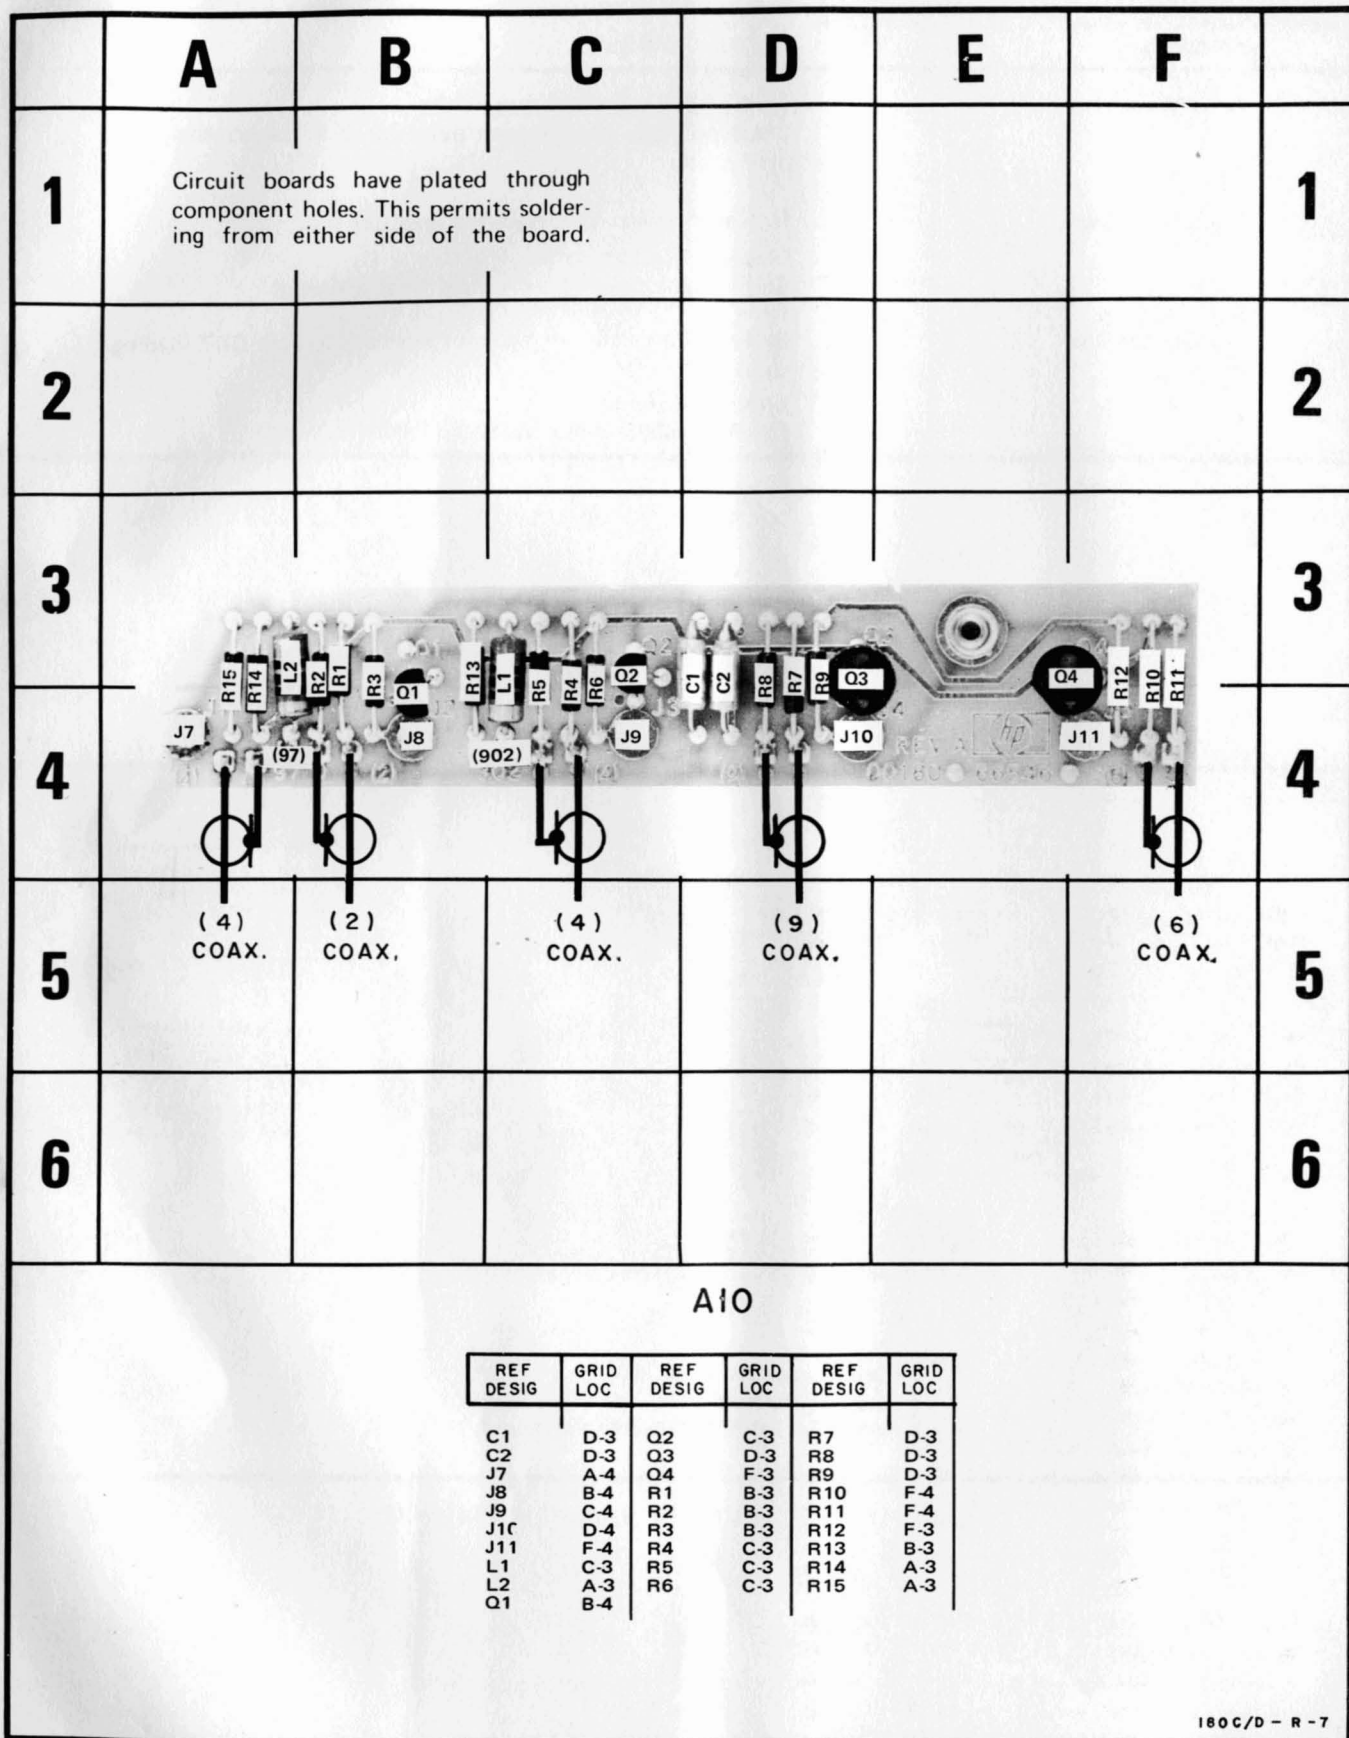 A B C D E F
1 1
Circuit boards have plated through
component holes. This permits solder-
ing from either side of the board.
2 2
3 3
R15 R14 L2 R2 R1 R3 Q1 R13 L1 R5 R4 R6 Q2 C1 C2 R8 R7 R9 Q3 Q4 R12 R10 R11
J7 (97) J8 (902) J9 J10 REV A hp J11
4 4
(4) (2) (4) (9) (6)
COAX. COAX. COAX. COAX. COAX.
5 5
6 6
A10
REF DESIG GRID LOC REF DESIG GRID LOC REF DESIG GRID LOC
C1 D-3 Q2 C-3 R7 D-3
C2 D-3 Q3 D-3 R8 D-3
J7 A-4 Q4 F-3 R9 D-3
J8 B-4 R1 B-3 R10 F-4
J9 C-4 R2 B-3 R11 F-4
J10 D-4 R3 B-3 R12 F-3
J11 F-4 R4 C-3 R13 B-3
L1 C-3 R5 C-3 R14 A-3
L2 A-3 R6 C-3 R15 A-3
Q1 B-4
180C/D - R - 7